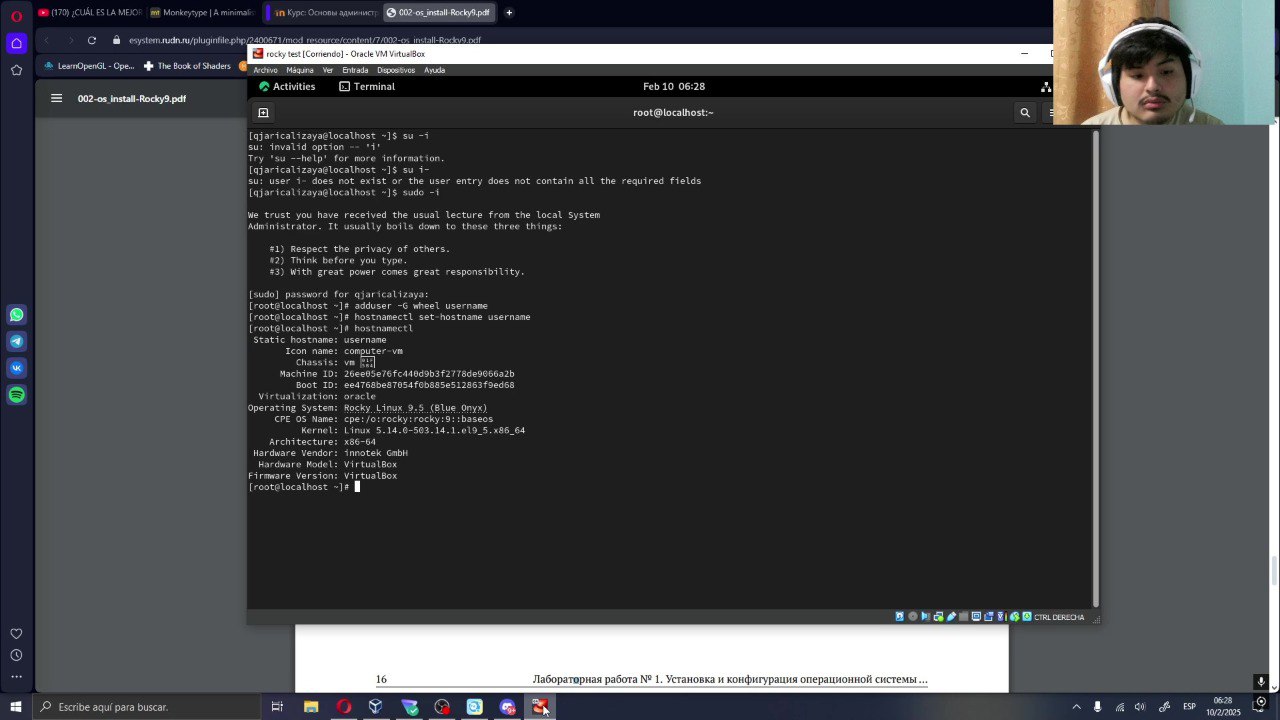 (170) ¿CUÁL ES LA MEJOR
Monkeytype | A minimali
Курс: Основы администр
002-os_install-Rocky9.pdf
esystem.rudn.ru/pluginfile.php/2400671/mod_resource/content/7/002-os_install-Rocky9.pdf
LearnOpenGL - Ope...
The Book of Shaders
002-os_install-Rocky9.pdf
rocky test [Corriendo] - Oracle VM VirtualBox
Archivo Máquina Ver Entrada Dispositivos Ayuda
Activities Terminal Feb 10 06:28
root@localhost:~
[qjaricalizaya@localhost ~]$ su -i
su: invalid option -- 'i'
Try 'su --help' for more information.
[qjaricalizaya@localhost ~]$ su i-
su: user i- does not exist or the user entry does not contain all the required fields
[qjaricalizaya@localhost ~]$ sudo -i
We trust you have received the usual lecture from the local System
Administrator. It usually boils down to these three things:
#1) Respect the privacy of others.
#2) Think before you type.
#3) With great power comes great responsibility.
[sudo] password for qjaricalizaya:
[root@localhost ~]# adduser -G wheel username
[root@localhost ~]# hostnamectl set-hostname username
[root@localhost ~]# hostnamectl
Static hostname: username
Icon name: computer-vm
Chassis: vm
Machine ID: 26ee05e76fc440d9b3f2778de9066a2b
Boot ID: ee4768be87054f0b885e512863f9ed68
Virtualization: oracle
Operating System: Rocky Linux 9.5 (Blue Onyx)
CPE OS Name: cpe:/o:rocky:rocky:9::baseos
Kernel: Linux 5.14.0-503.14.1.el9_5.x86_64
Architecture: x86-64
Hardware Vendor: innotek GmbH
Hardware Model: VirtualBox
Firmware Version: VirtualBox
[root@localhost ~]#
CTRL DERECHA
16 Лабораторная работа № 1. Установка и конфигурация операционной системы ...
Escribe aquí para buscar.
ESP
06:28
10/2/2025